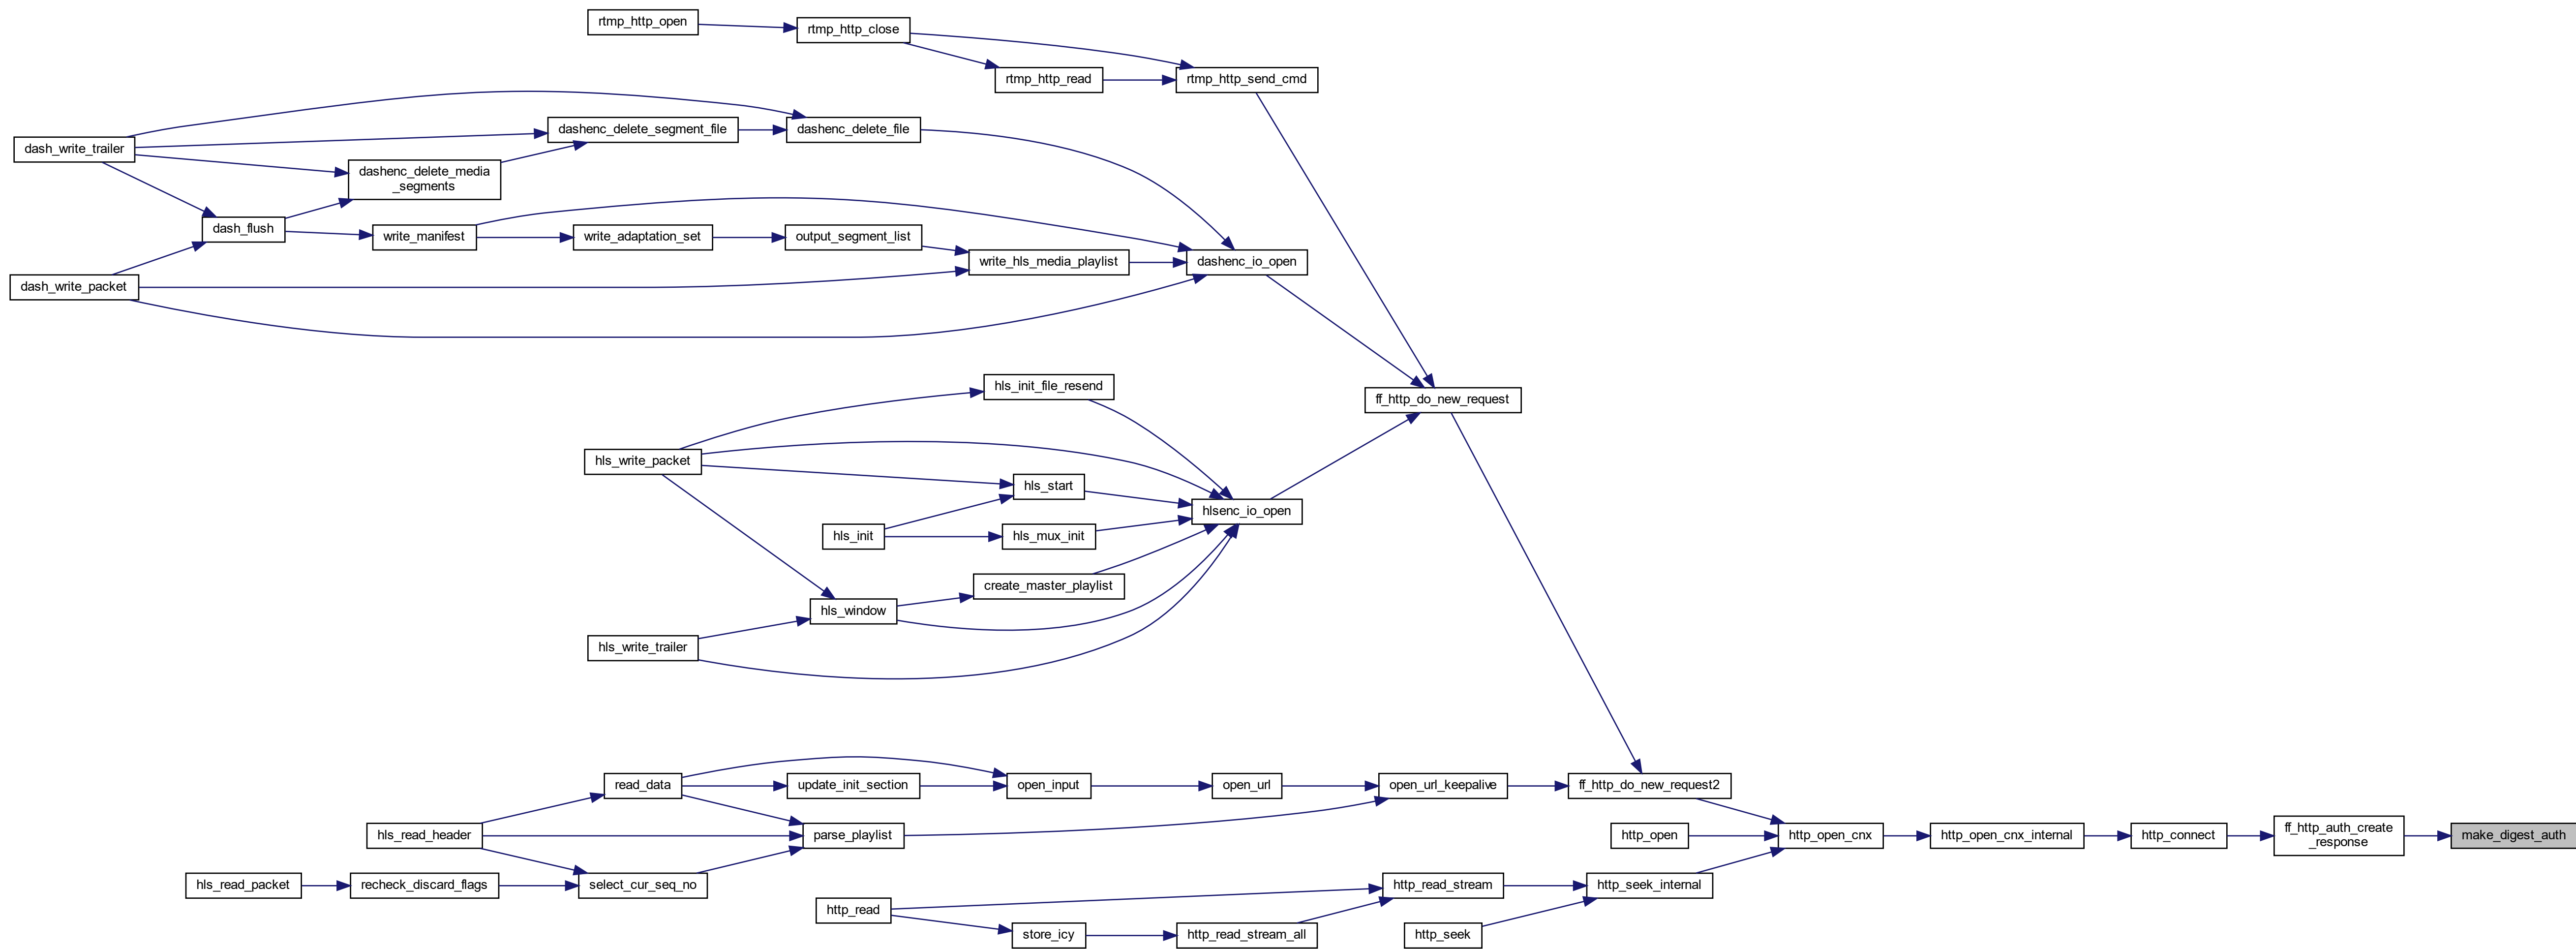 rtmp_http_open
rtmp_http_close
rtmp_http_read
rtmp_http_send_cmd
dash_write_trailer
dashenc_delete_segment_file
dashenc_delete_file
dashenc_delete_media
_segments
dash_flush
write_manifest
write_adaptation_set
output_segment_list
write_hls_media_playlist
dashenc_io_open
dash_write_packet
hls_init_file_resend
ff_http_do_new_request
hls_write_packet
hls_start
hlsenc_io_open
hls_init
hls_mux_init
create_master_playlist
hls_window
hls_write_trailer
read_data
update_init_section
open_input
open_url
open_url_keepalive
ff_http_do_new_request2
hls_read_header
parse_playlist
http_open
http_open_cnx
http_open_cnx_internal
http_connect
ff_http_auth_create
_response
make_digest_auth
hls_read_packet
recheck_discard_flags
select_cur_seq_no
http_read_stream
http_seek_internal
http_read
store_icy
http_read_stream_all
http_seek